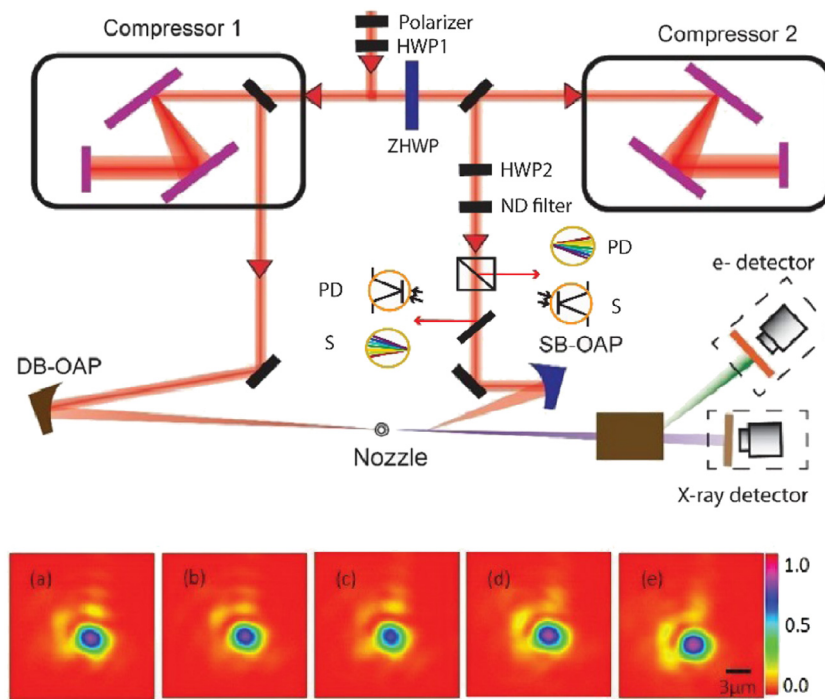 Polarizer
HWP1
Compressor 1
Compressor 2
ZHWP
HWP2
ND filter
PD
PD
S
S
e- detector
SB-OAP
DB-OAP
Nozzle
X-ray detector
(a)
(b)
(c)
(d)
(e)
3μm
1.0
0.5
0.0